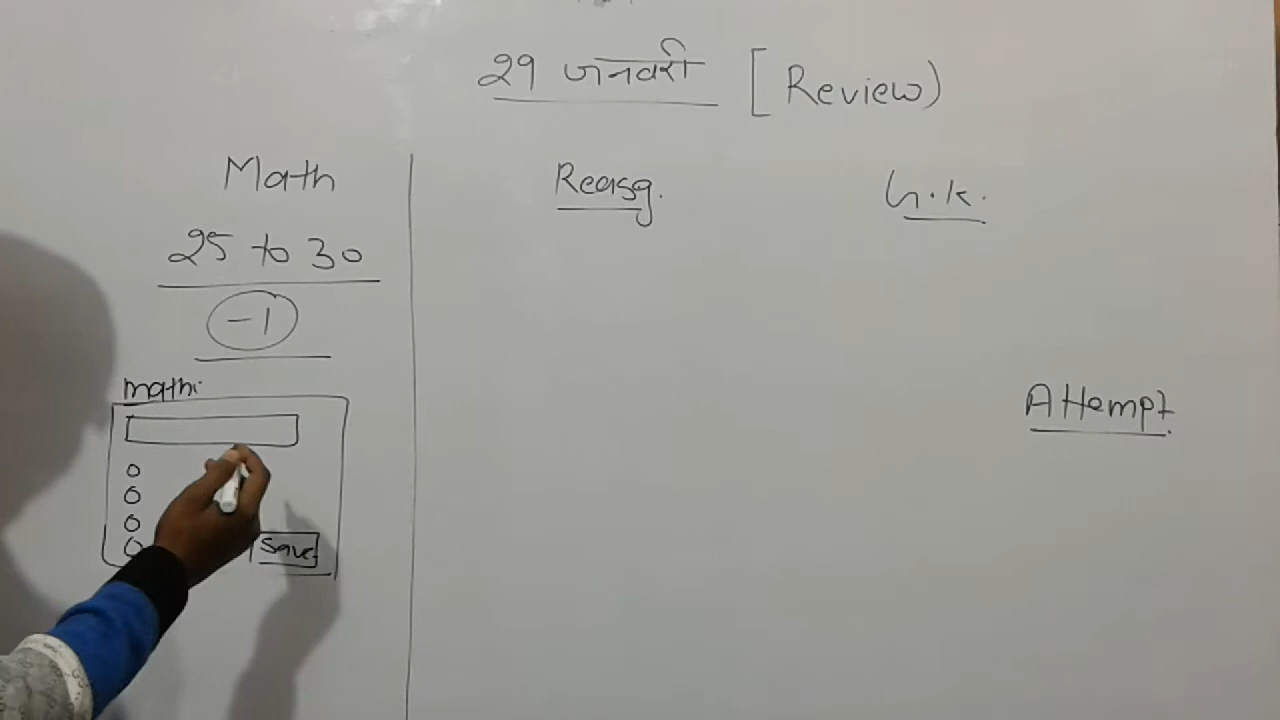 29 जनवरी [Review)
Math
Reasg.
G.K.
25 to 30
-1
math.
Attempt
Save